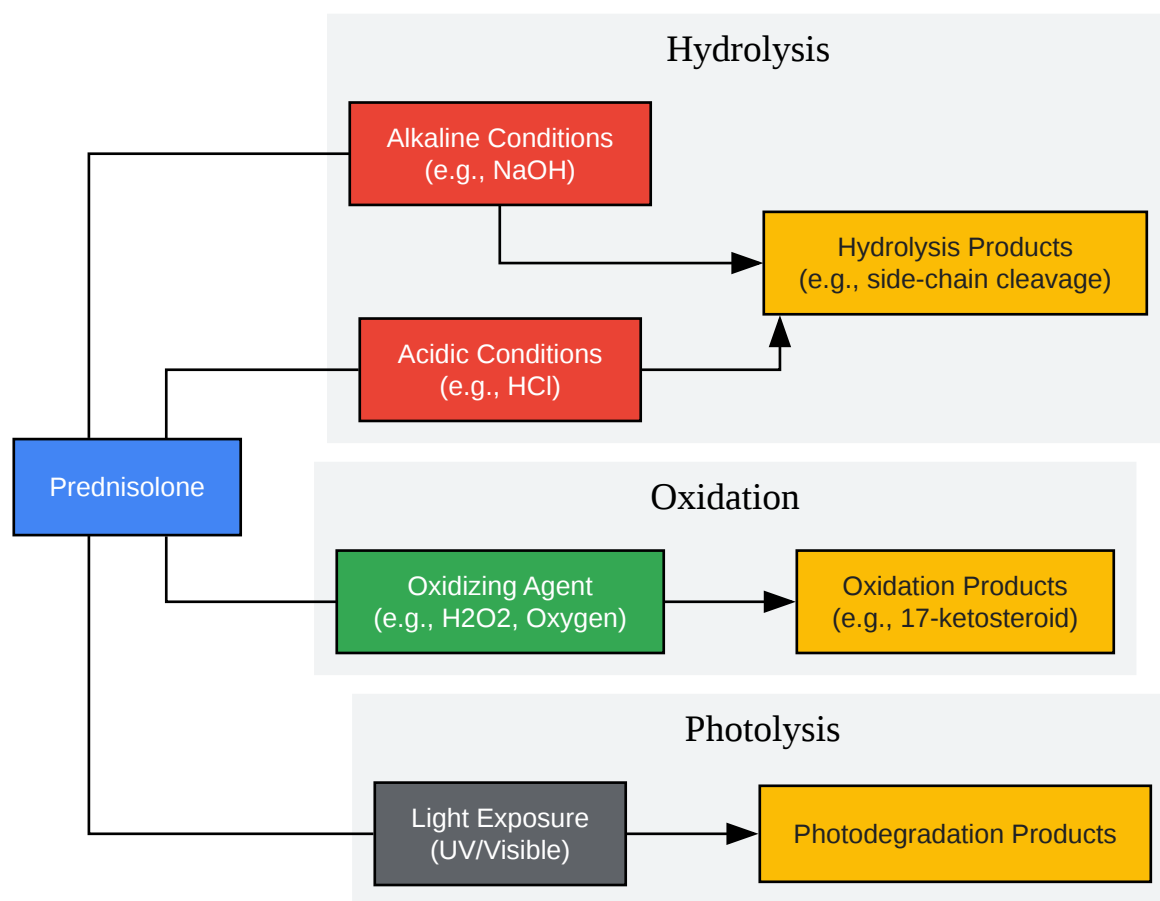 Hydrolysis
Alkaline Conditions
(e.g., NaOH)
Hydrolysis Products
(e.g., side-chain cleavage)
Acidic Conditions
(e.g., HCl)
Prednisolone
Oxidation
Oxidizing Agent
(e.g., H2O2, Oxygen)
Oxidation Products
(e.g., 17-ketosteroid)
Photolysis
Light Exposure
(UV/Visible)
Photodegradation Products